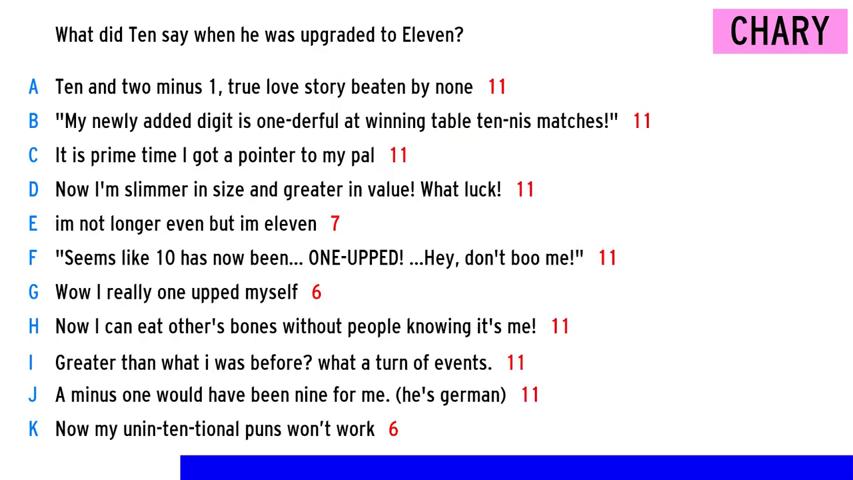 What did Ten say when he was upgraded to Eleven?
CHARY
A Ten and two minus 1, true love story beaten by none 11
B "My newly added digit is one-derful at winning table ten-nis matches!" 11
C It is prime time I got a pointer to my pal 11
D Now I'm slimmer in size and greater in value! What luck! 11
E im not longer even but im eleven 7
F "Seems like 10 has now been... ONE-UPPED! ...Hey, don't boo me!" 11
G Wow I really one upped myself 6
H Now I can eat other's bones without people knowing it's me! 11
I Greater than what i was before? what a turn of events. 11
J A minus one would have been nine for me. (he's german) 11
K Now my unin-ten-tional puns won’t work 6